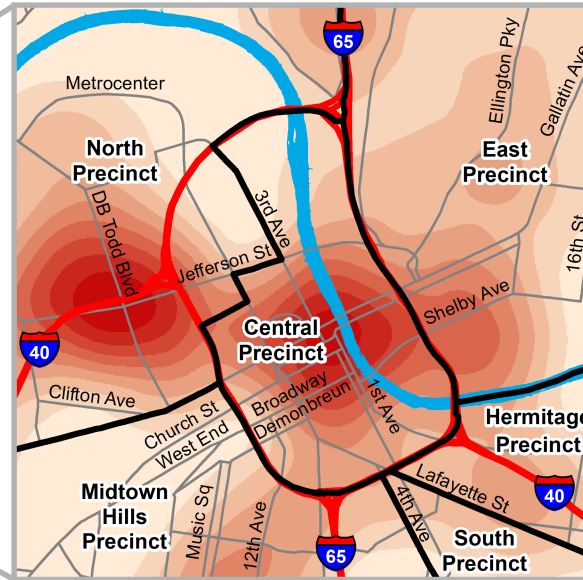 65
Ellington Pky
Gallatin Ave
Metrocenter
North
Precinct
East
Precinct
DB Todd Blvd
3rd Ave
16th St
Jefferson St
Shelby Ave
Central
Precinct
40
Clifton Ave
Broadway
Demonbreun
1st Ave
Church St
West End
Hermitage
Precinct
Midtown
Hills
Precinct
Music Sq
12th Ave
4th Ave
Lafayette St
40
65
South
Precinct